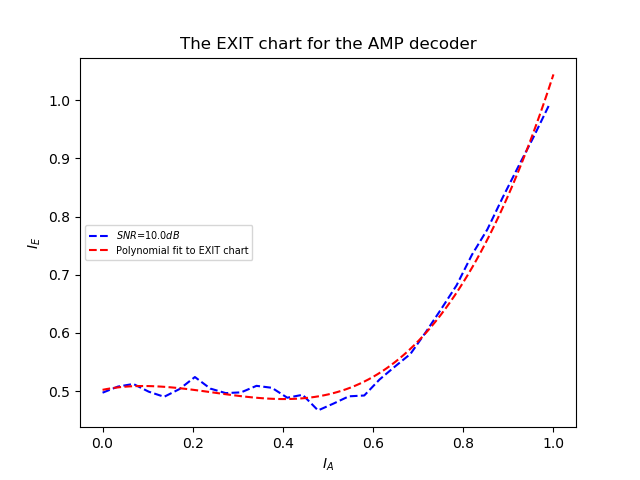 The EXIT chart for the AMP decoder
1.0
0.9
0.8
0.7
0.6
0.5
I_E
SNR=10.0dB
Polynomial fit to EXIT chart
0.0 0.2 0.4 0.6 0.8 1.0
I_A